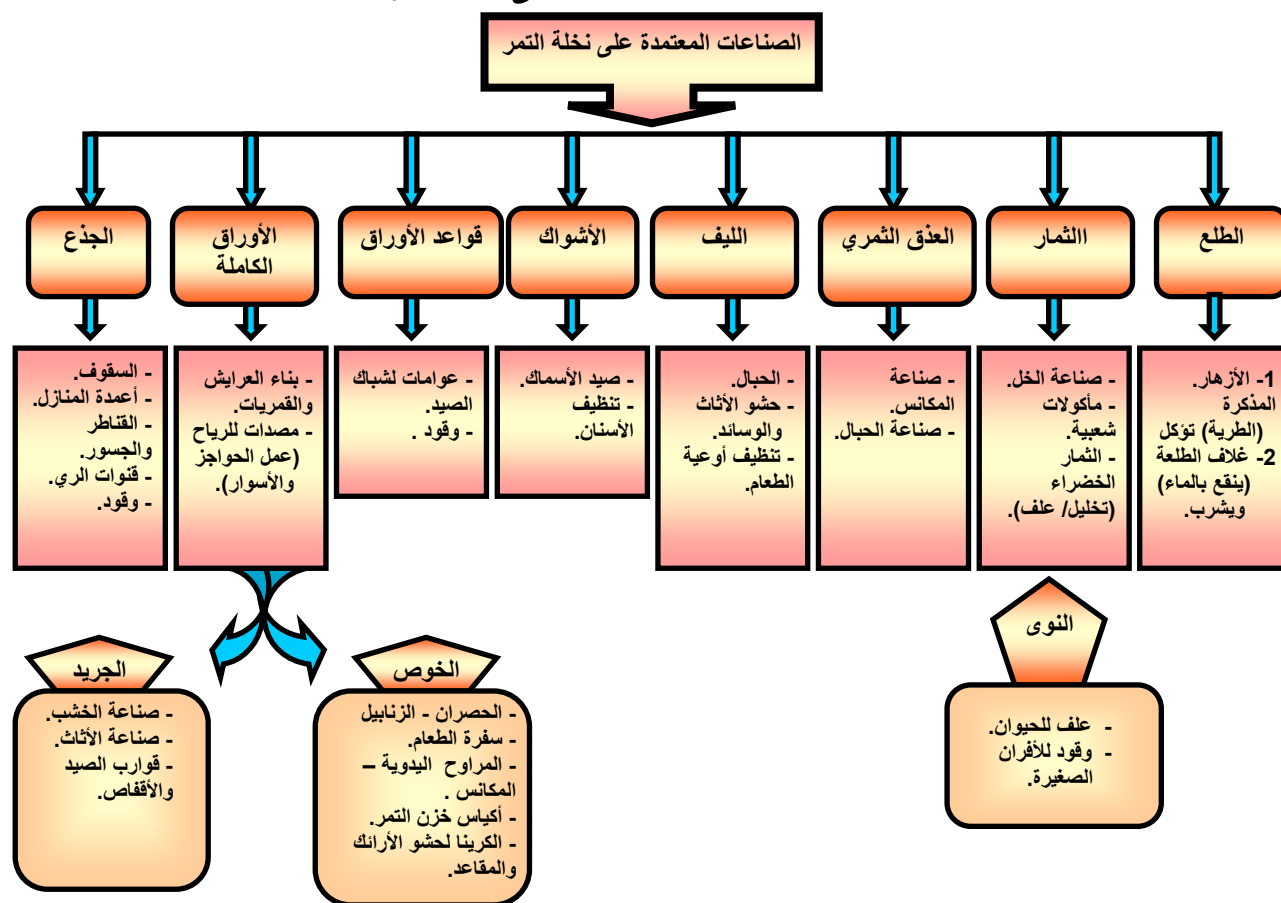 الصناعات المعتمدة على نخلة التمر
الطلع
االثمار
العذق الثمري
الليف
الأشواك
قواعد الأوراق
الأوراق
الكاملة
الجذع
1- الأزهار.
المذكرة
(الطرية) تؤكل
2- غلاف الطلعة
(ينقع بالماء)
ويشرب.
- صناعة الخل.
- مأكولات
شعبية.
- الثمار
الخضراء
(تخليل/ علف).
- صناعة
المكانس.
- صناعة الحبال.
- الحبال.
- حشو الأثاث
والوسائد.
- تنظيف أوعية
الطعام.
- صيد الأسماك.
- تنظيف
الأسنان.
- عوامات لشباك
الصيد.
- وقود .
- بناء العرايش
والقمريات.
- مصدات للرياح
(عمل الحواجز
والأسوار).
- السقوف.
- أعمدة المنازل.
- القناطر
والجسور.
- قنوات الري.
- وقود.
النوى
- علف للحيوان.
- وقود للأفران
الصغيرة.
الخوص
- الحصران - الزنابيل
- سفرة الطعام.
- المراوح اليدوية –
المكانس .
- أكياس خزن التمر.
- الكرينا لحشو الأرائك
والمقاعد.
الجريد
- صناعة الخشب.
- صناعة الأثاث.
- قوارب الصيد
والأقفاص.